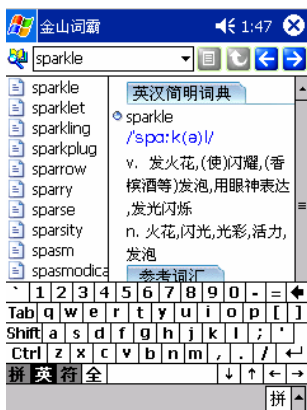 金山词霸 1:47
sparkle
sparkle
sparklet
sparkling
sparkplug
sparrow
sparry
sparse
sparsity
spasm
spasmodica
英汉简明词典
sparkle
/'spɑ:k(ə)l/
v. 发火花,(使)闪耀,(香
槟酒等)发泡,用眼神表达
,发光闪烁
n. 火花,闪光,光彩,活力,
发泡
参考词汇
` 1 2 3 4 5 6 7 8 9 0 - =
Tab q w e r t y u i o p [ ]
Shift a s d f g h j k l ; '
Ctrl z x c v b n m , . /
拼 英 符 全 ↓ ↑ ← →
拼